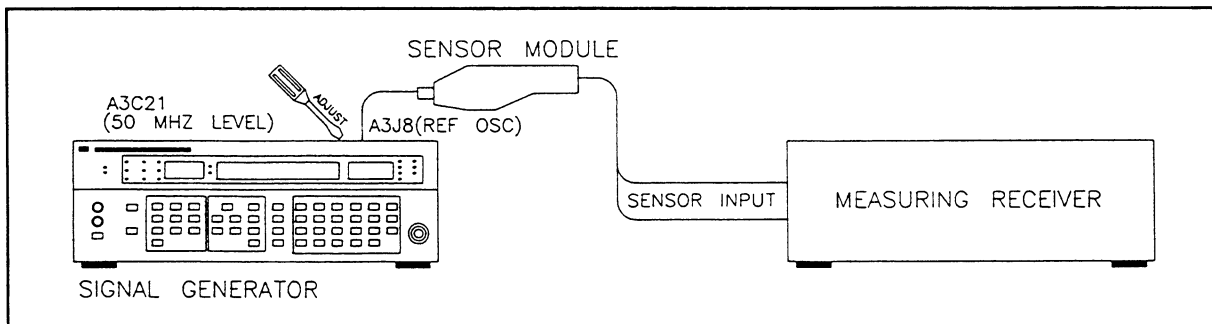 SENSOR MODULE
A3C21
(50 MHZ LEVEL)
ADJUST
A3J8(REF OSC)
SENSOR INPUT
MEASURING RECEIVER
SIGNAL GENERATOR